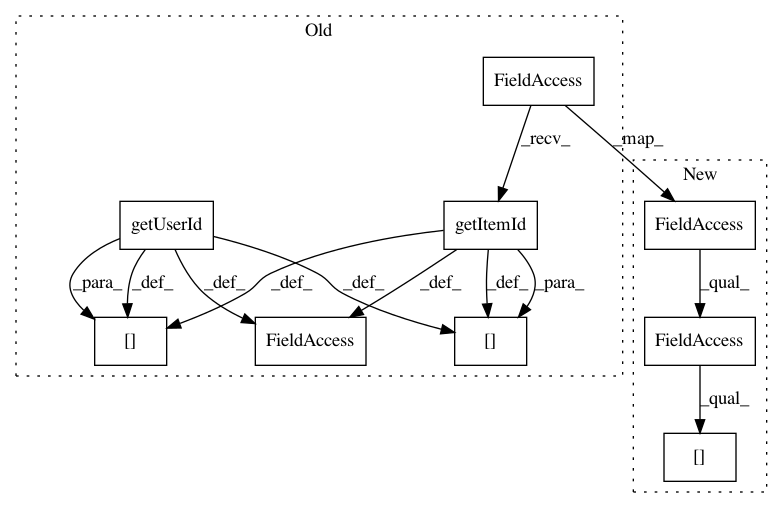 Old
FieldAccess
_recv_
_map_
New
getUserId
getItemId
FieldAccess
_para_
_def_
_def_
_def_
_def_
_def_
_def_
_para_
_qual_
[]
FieldAccess
[]
FieldAccess
_qual_
[]